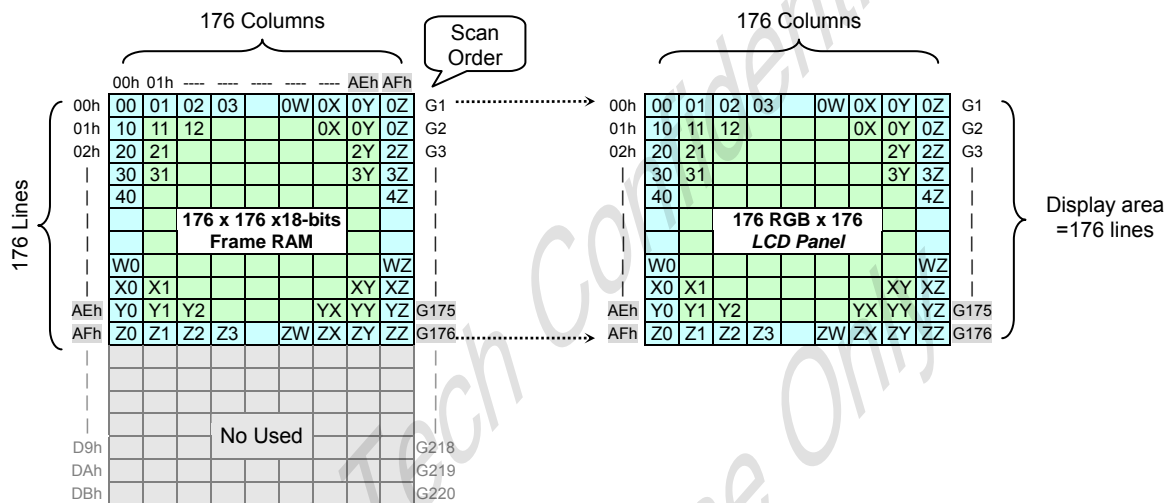 176 Columns
176 Columns
Scan
Order
00h 01h ---- ---- ---- ---- ---- AEh AFh
00h 00 01 02 03 0W 0X 0Y 0Z G1
00h 00 01 02 03 0W 0X 0Y 0Z G1
01h 10 11 12 0X 0Y 0Z G2
01h 10 11 12 0X 0Y 0Z G2
02h 20 21 2Y 2Z G3
02h 20 21 2Y 2Z G3
30 31 3Y 3Z
30 31 3Y 3Z
40 4Z
40 4Z
176 Lines
176 x 176 x18-bits
Frame RAM
176 RGB x 176
LCD Panel
Display area
=176 lines
W0 WZ
W0 WZ
X0 X1 XY XZ
X0 X1 XY XZ
AEh Y0 Y1 Y2 YX YY YZ G175
AEh Y0 Y1 Y2 YX YY YZ G175
AFh Z0 Z1 Z2 Z3 ZW ZX ZY ZZ G176
AFh Z0 Z1 Z2 Z3 ZW ZX ZY ZZ G176
No Used
D9h G218
DAh G219
DBh G220
Tech Confident
Only